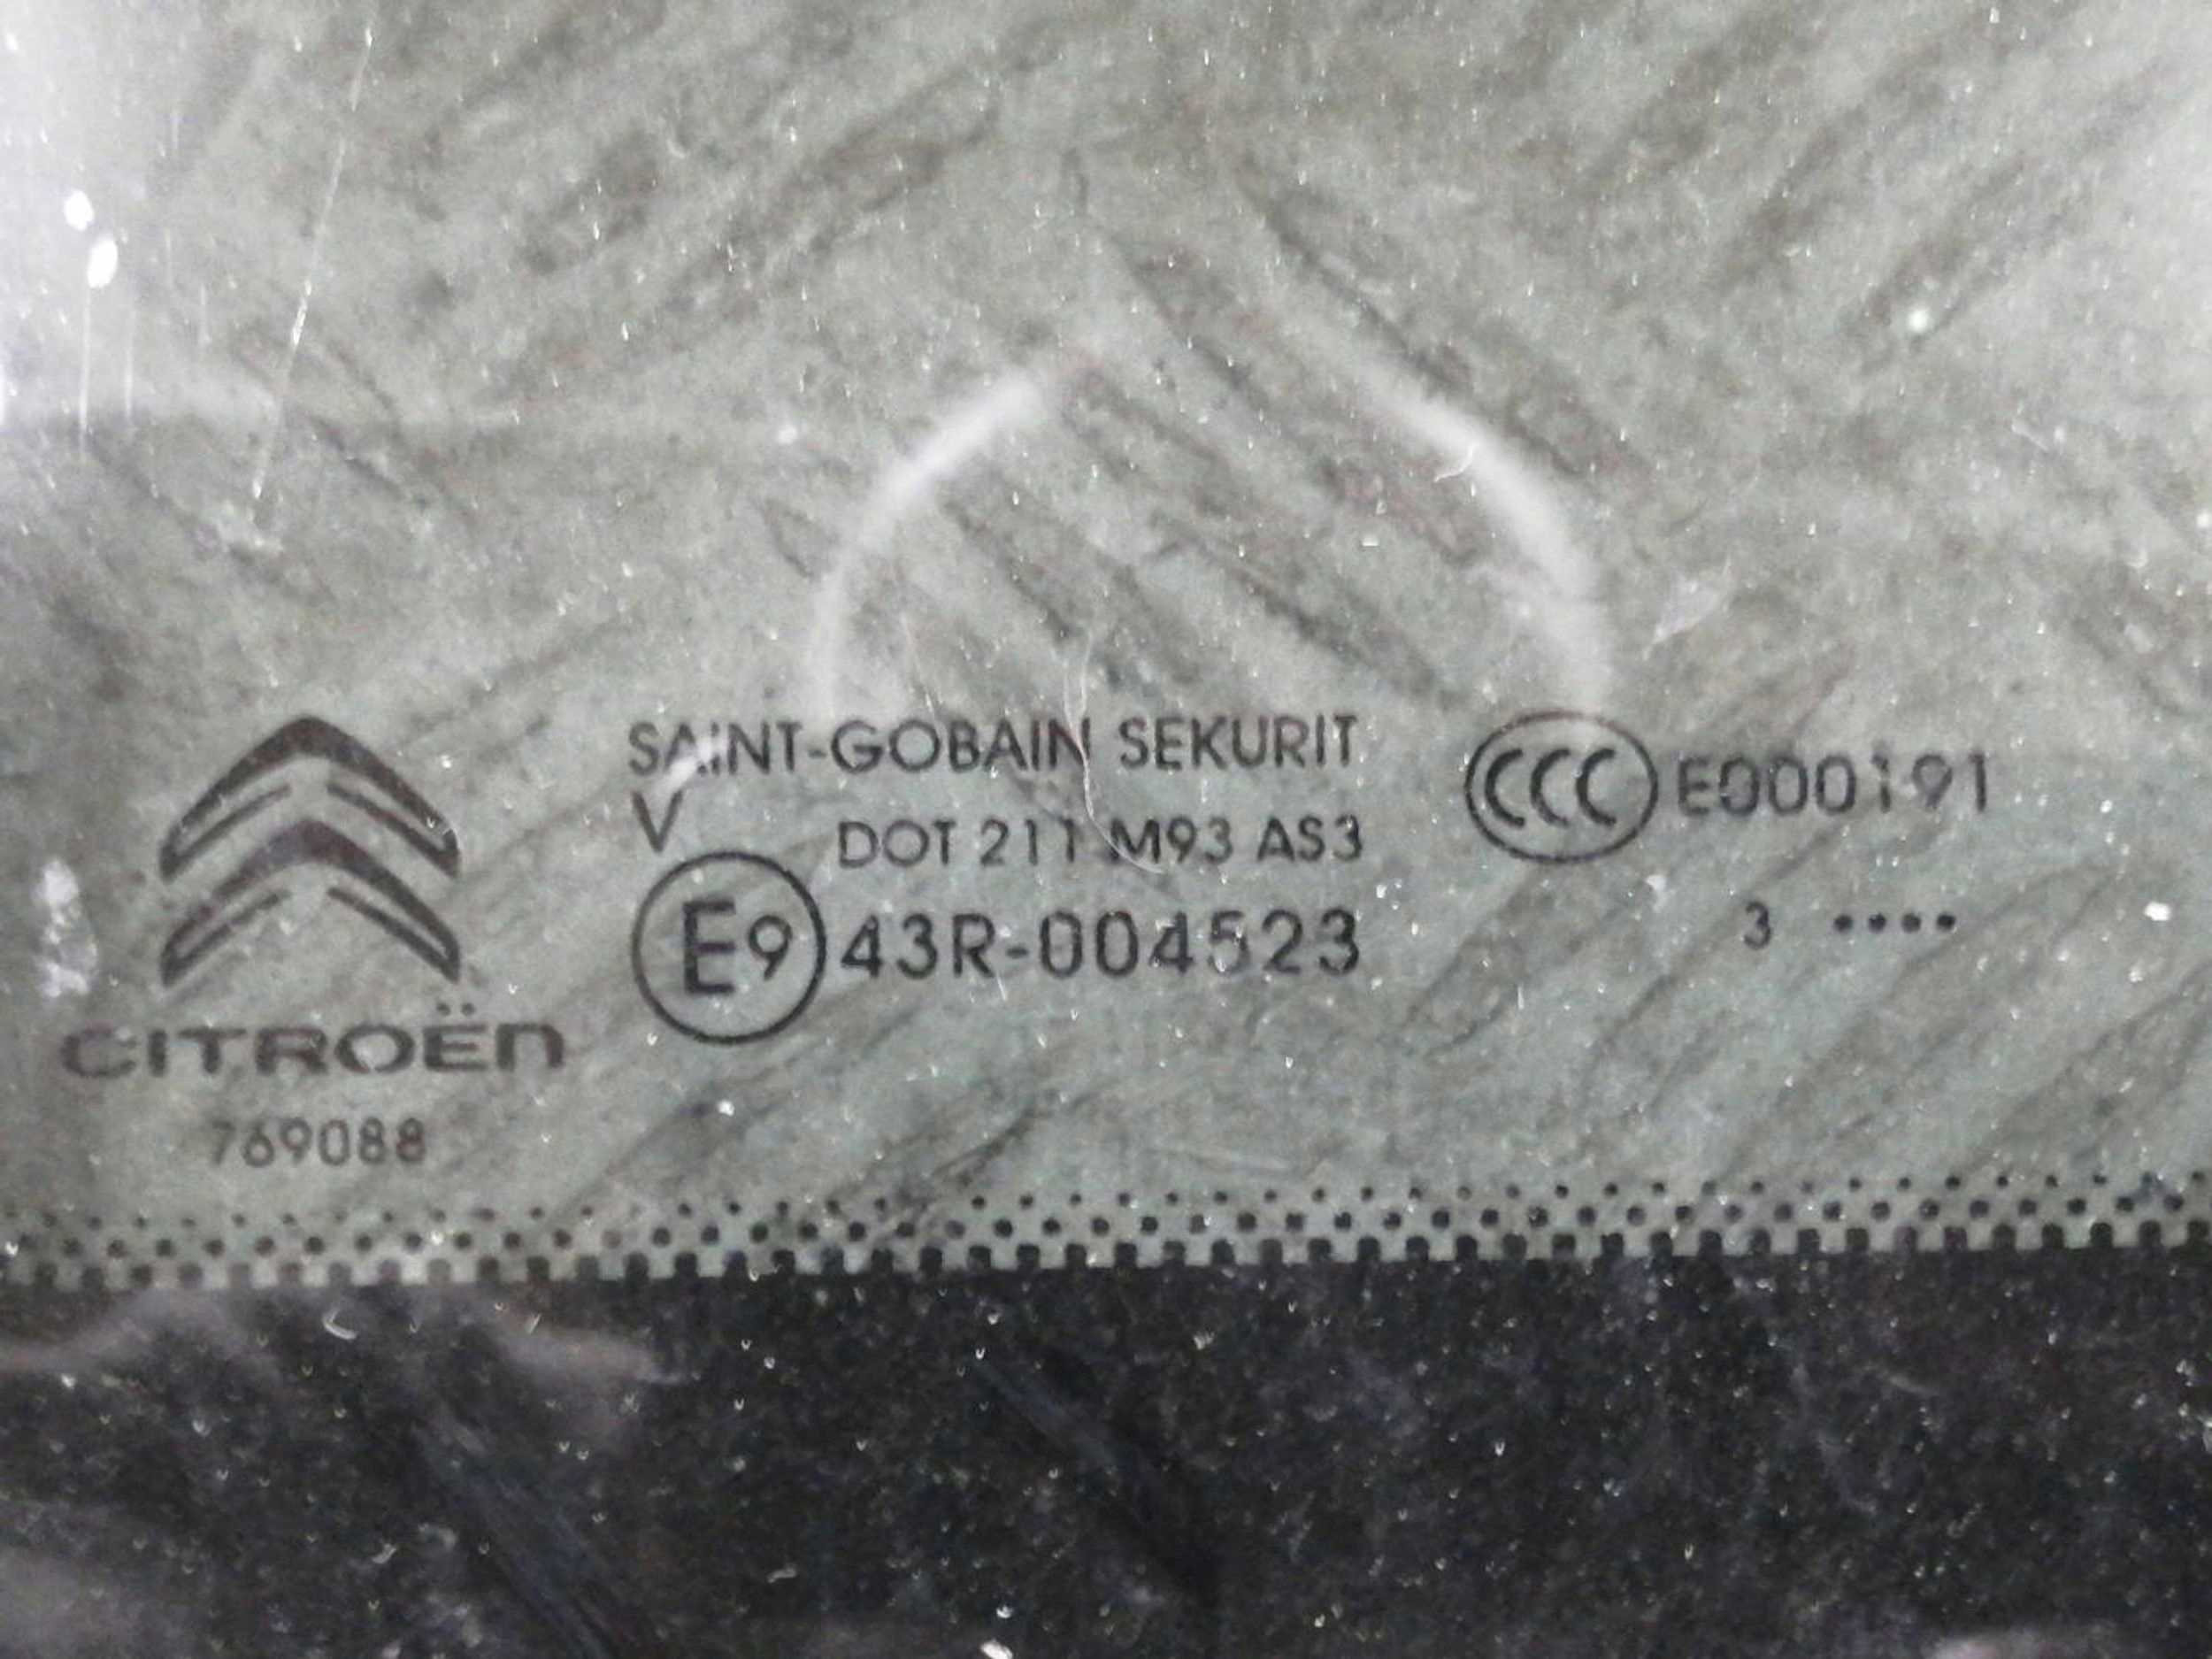 SAINT-GOBAIN SEKURIT
V
DOT 211 M93 AS3
E9 43R-004523
CCC E000191
3 ••••
CITROËN
769088